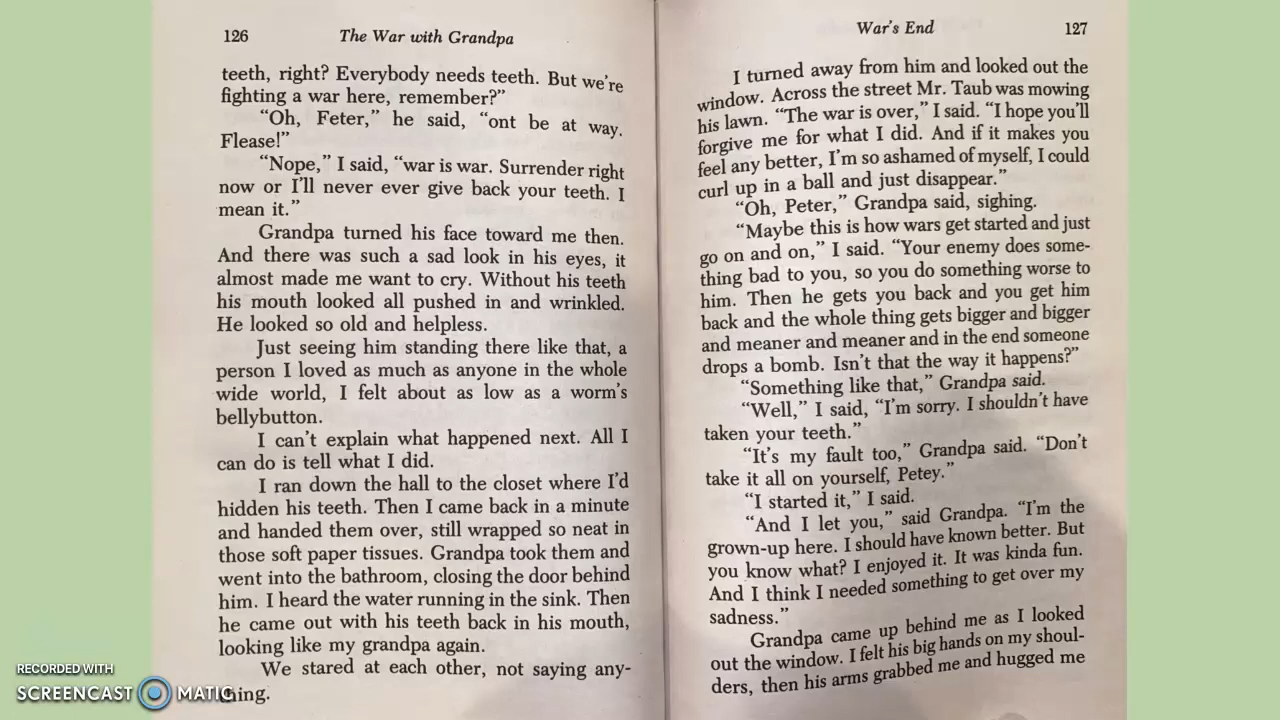 126
The War with Grandpa
teeth, right? Everybody needs teeth. But we're
fighting a war here, remember?"
"Oh, Feter," he said, "ont be at way.
Flease!"
"Nope," I said, "war is war. Surrender right
now or I'll never ever give back your teeth. I
mean it."
Grandpa turned his face toward me then.
And there was such a sad look in his eyes, it
almost made me want to cry. Without his teeth
his mouth looked all pushed in and wrinkled.
He looked so old and helpless.
Just seeing him standing there like that, a
person I loved as much as anyone in the whole
wide world, I felt about as low as a worm's
bellybutton.
I can't explain what happened next. All I
can do is tell what I did.
I ran down the hall to the closet where I'd
hidden his teeth. Then I came back in a minute
and handed them over, still wrapped so neat in
those soft paper tissues. Grandpa took them and
went into the bathroom, closing the door behind
him. I heard the water running in the sink. Then
he came out with his teeth back in his mouth,
looking like my grandpa again.
We stared at each other, not saying any-
thing.
War's End
127
I turned away from him and looked out the
window. Across the street Mr. Taub was mowing
his lawn. "The war is over," I said. "I hope you'll
forgive me for what I did. And if it makes you
feel any better, I'm so ashamed of myself, I could
curl up in a ball and just disappear."
"Oh, Peter," Grandpa said, sighing.
"Maybe this is how wars get started and just
go on and on," I said. "Your enemy does some-
thing bad to you, so you do something worse to
him. Then he gets you back and you get him
back and the whole thing gets bigger and bigger
and meaner and meaner and in the end someone
drops a bomb. Isn't that the way it happens?"
"Something like that," Grandpa said.
"Well," I said, "I'm sorry. I shouldn't have
taken your teeth."
"It's my fault too," Grandpa said. "Don't
take it all on yourself, Petey."
"I started it," I said.
"And I let you," said Grandpa. "I'm the
grown-up here. I should have known better. But
you know what? I enjoyed it. It was kinda fun.
And I think I needed something to get over my
sadness."
Grandpa came up behind me as I looked
out the window. I felt his big hands on my shoul-
ders, then his arms grabbed me and hugged me
RECORDED WITH
SCREENCAST MATIC